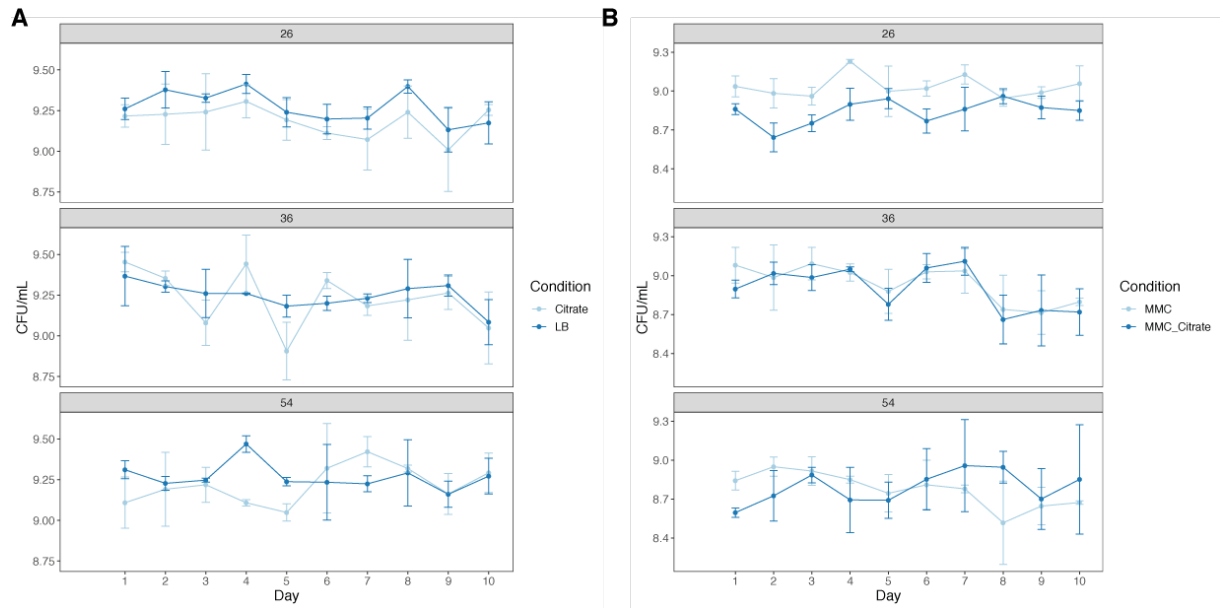 A
26
9.50
9.25
9.00
8.75
36
9.50
9.25
9.00
8.75
54
9.50
9.25
9.00
8.75
CFU/mL
1 2 3 4 5 6 7 8 9 10
Day
Condition
Citrate
LB
B
26
9.3
9.0
8.7
8.4
36
9.3
9.0
8.7
8.4
54
9.3
9.0
8.7
8.4
CFU/mL
1 2 3 4 5 6 7 8 9 10
Day
Condition
MMC
MMC_Citrate